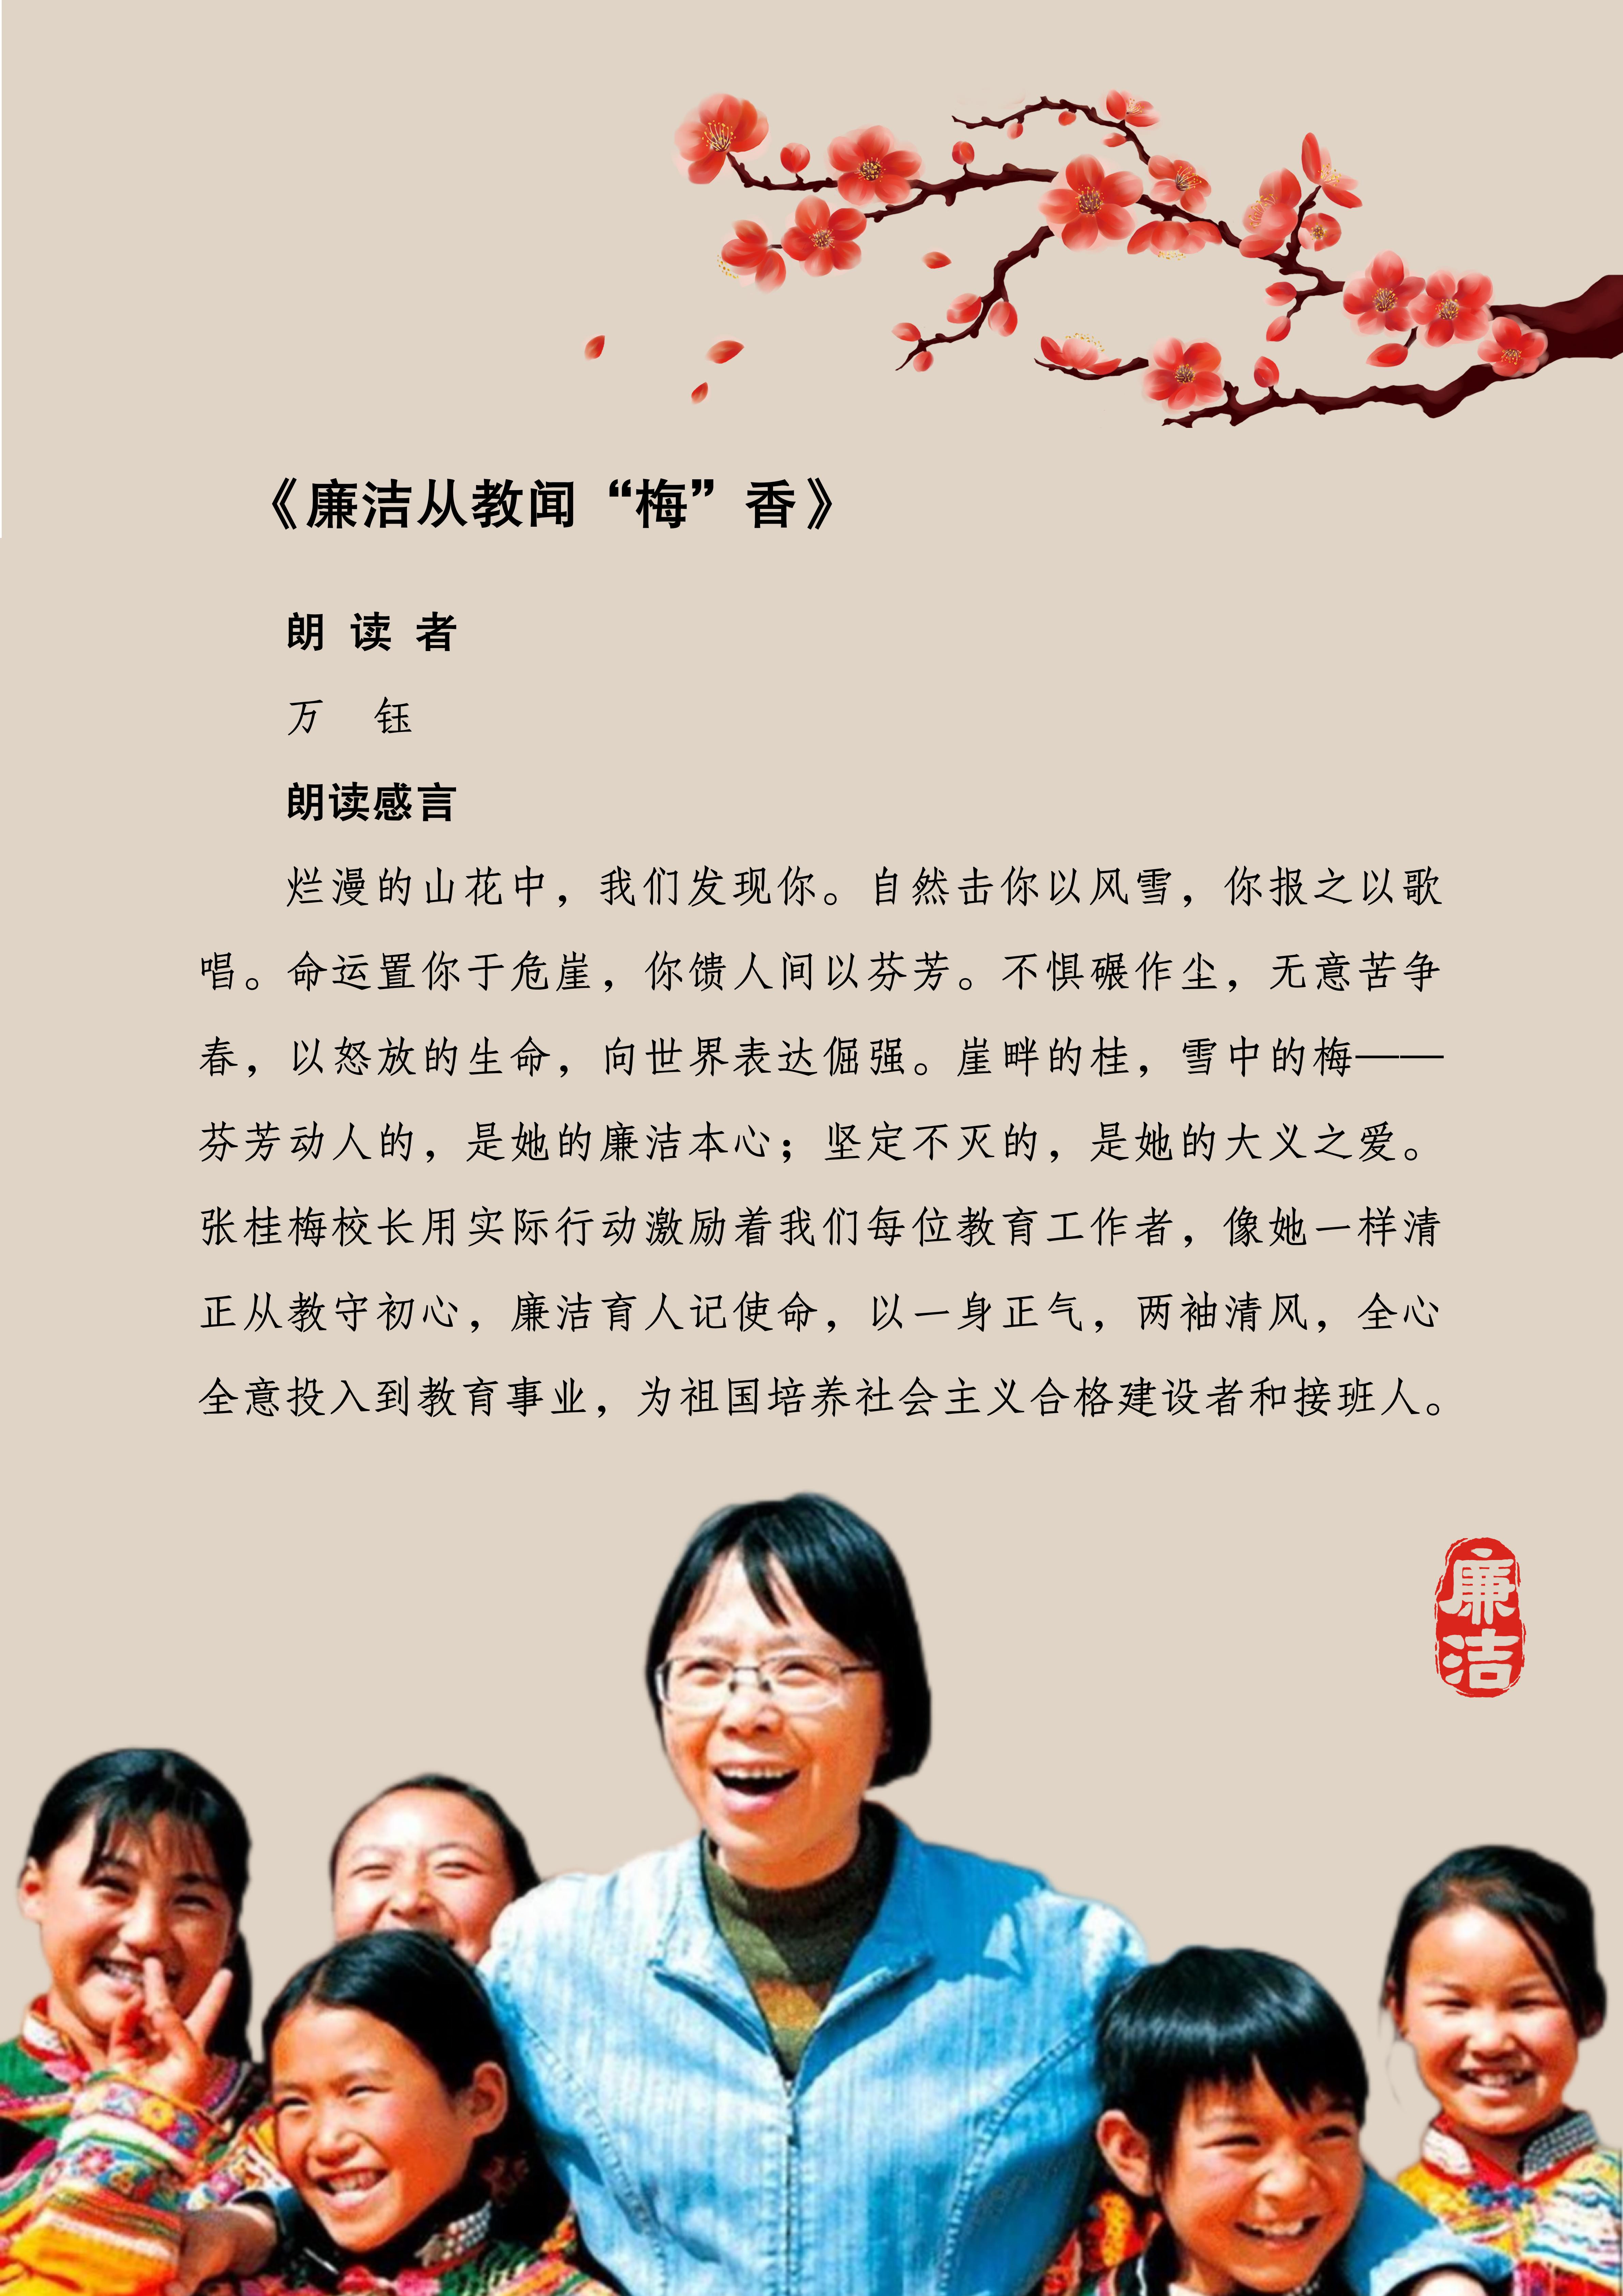 《廉洁从教闻“梅”香》
朗 读 者
万 钰
朗读感言
烂漫的山花中，我们发现你。自然击你以风雪，你报之以歌
唱。命运置你于危崖，你馈人间以芬芳。不惧碾作尘，无意苦争
春，以怒放的生命，向世界表达倔强。崖畔的桂，雪中的梅——
芬芳动人的，是她的廉洁本心；坚定不灭的，是她的大义之爱。
张桂梅校长用实际行动激励着我们每位教育工作者，像她一样清
正从教守初心，廉洁育人记使命，以一身正气，两袖清风，全心
全意投入到教育事业，为祖国培养社会主义合格建设者和接班人。
廉
洁